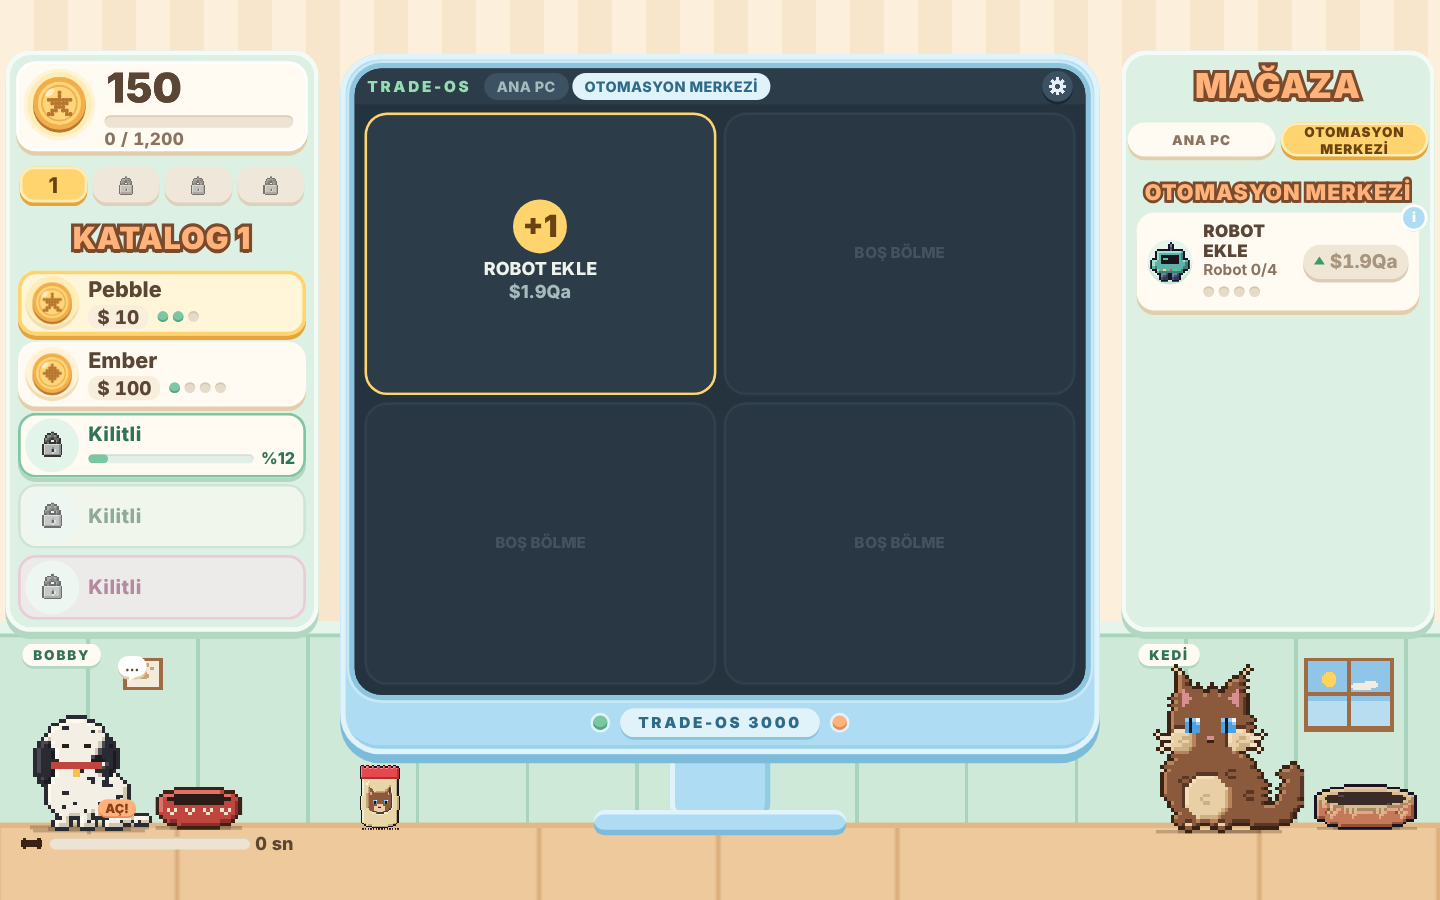 150
0 / 1,200
1
KATALOG 1
Pebble
$ 10
Ember
$ 100
Kilitli
%12
Kilitli
Kilitli
TRADE-OS
ANA PC
OTOMASYON MERKEZİ
+1
ROBOT EKLE
$1.9Qa
BOŞ BÖLME
BOŞ BÖLME
BOŞ BÖLME
TRADE-OS 3000
MAĞAZA
ANA PC
OTOMASYON
MERKEZİ
OTOMASYON MERKEZİ
i
ROBOT
EKLE
Robot 0/4
$1.9Qa
BOBBY
...
AÇ!
0 sn
KEDİ